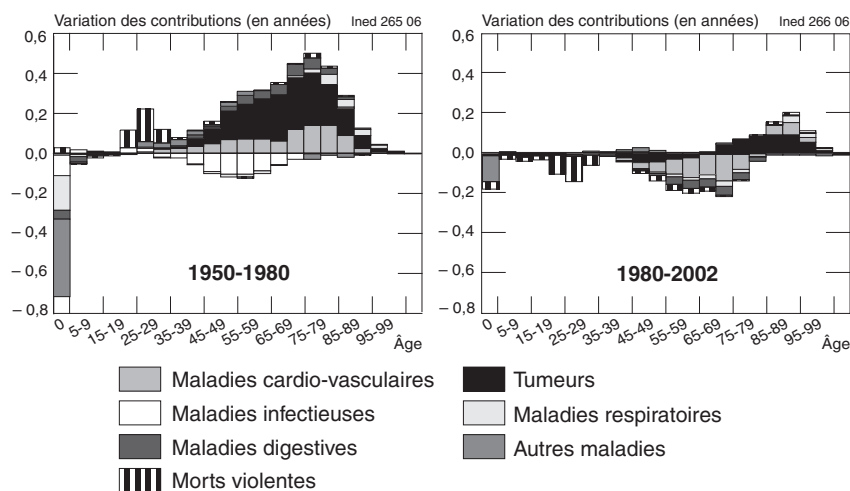 Variation des contributions (en années) Ined 265 06
0,6
0,4
0,2
0,0
– 0,2
– 0,4
– 0,6
– 0,8
1950-1980
0 5-9 15-19 25-29 35-39 45-49 55-59 65-69 75-79 85-89 95-99
Âge
Variation des contributions (en années) Ined 266 06
0,6
0,4
0,2
0,0
– 0,2
– 0,4
– 0,6
– 0,8
1980-2002
0 5-9 15-19 25-29 35-39 45-49 55-59 65-69 75-79 85-89 95-99
Âge
Maladies cardio-vasculaires
Maladies infectieuses
Maladies digestives
Morts violentes
Tumeurs
Maladies respiratoires
Autres maladies